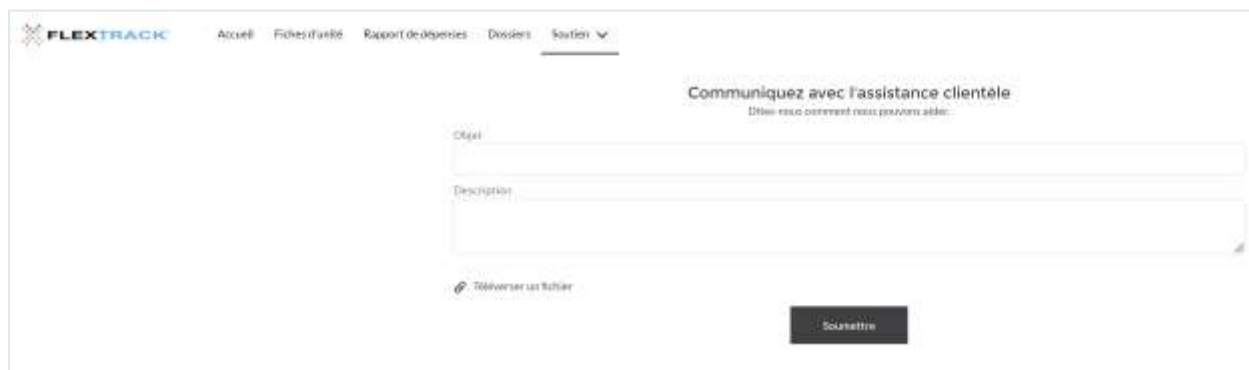 FLEXTRACK
Accueil Fiches d'unité Rapport de dépenses Dossiers Soutien
Communiquez avec l'assistance clientèle
Dites-nous comment nous pouvons aider.
Objet
Description
Téléverser un fichier
Soumettre